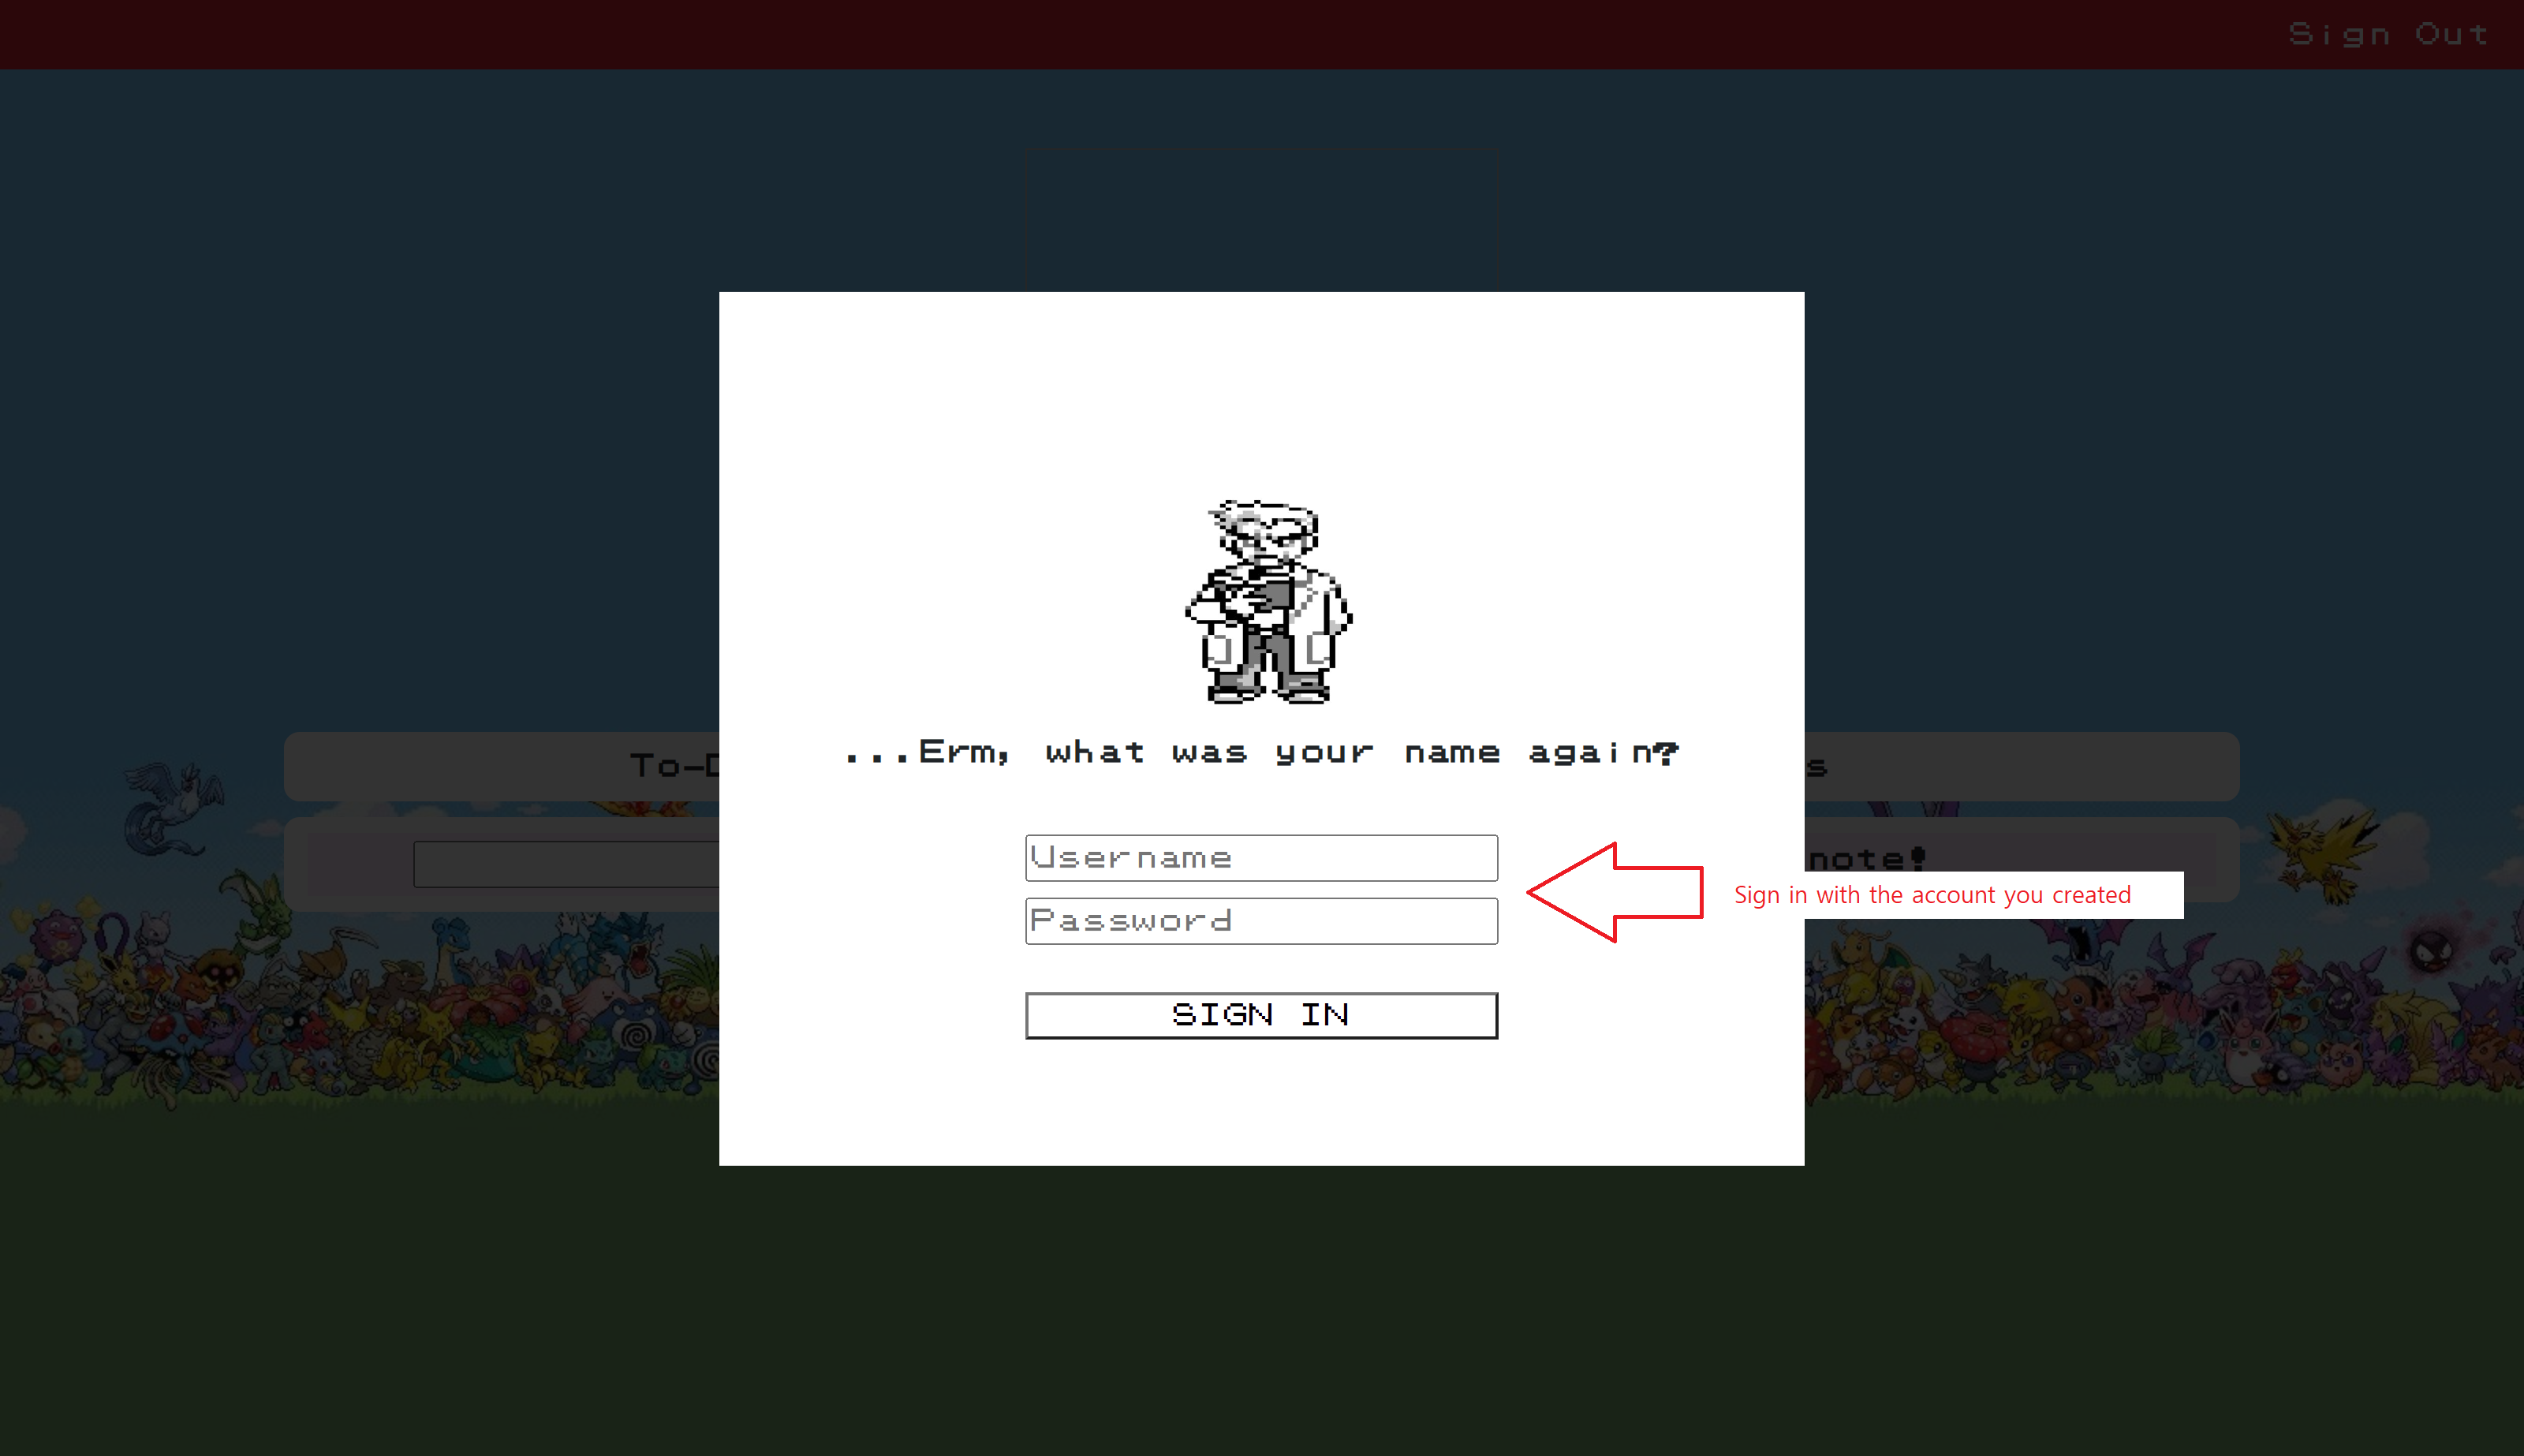 Sign Out
...Erm, what was your name again?
To-D
s
Username
note!
Sign in with the account you created
Password
SIGN IN